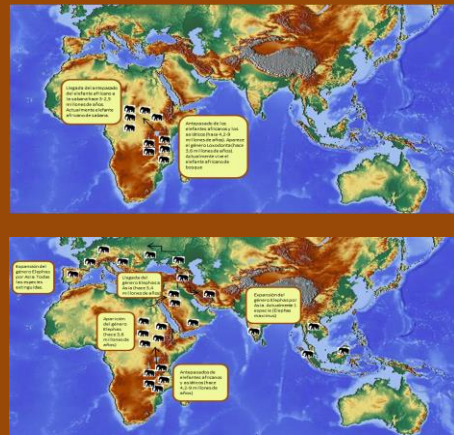 Llegada del antepasado
del elefante africano a
la sabana hace 3-2,5
millones de años.
Actualmente elefante
africano de sabana.
Antepasado de los
elefantes africanos y los
asiáticos (hace 4,2-9
millones de años). Aparece
el género Loxodonta (hace
5,6 millones de años).
Actualmente vive el
elefante africano de
bosque
Expansión del
género Elephas
por Asia. Todas
las especies
extinguidas.
Llegada del
género Elephas a
Asia (hace 3,4
millones de años)
Expansión del
género Elephas por
Asia. Actualmente 1
especie (Elephas
maximus)
Aparición
del género
Elephas
(hace 5,6
millones de
años)
Antepasados de
elefantes africanos
y asiáticos (hace
4,2-9 millones de
años)